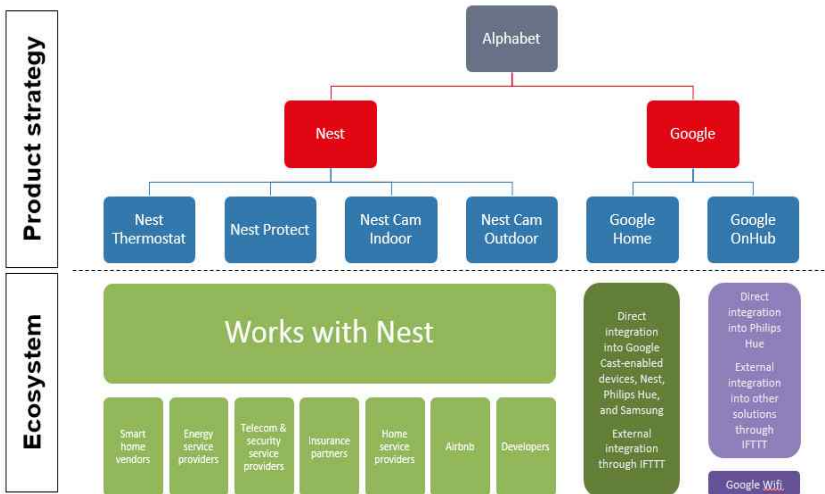 Product strategy
Alphabet
Nest
Google
Nest
Thermostat
Nest Protect
Nest Cam
Indoor
Nest Cam
Outdoor
Google
Home
Google
OnHub
Ecosystem
Works with Nest
Smart
home
vendors
Energy
service
providers
Telecom &
security
service
providers
Insurance
partners
Home
service
providers
Airbnb
Developers
Direct
integration
into Google
Cast-enabled
devices, Nest,
Philips Hue,
and Samsung
External
integration
through IFTTT
Direct
integration
into Philips
Hue
External
integration
into other
solutions
through
IFTTT
Google Wifi